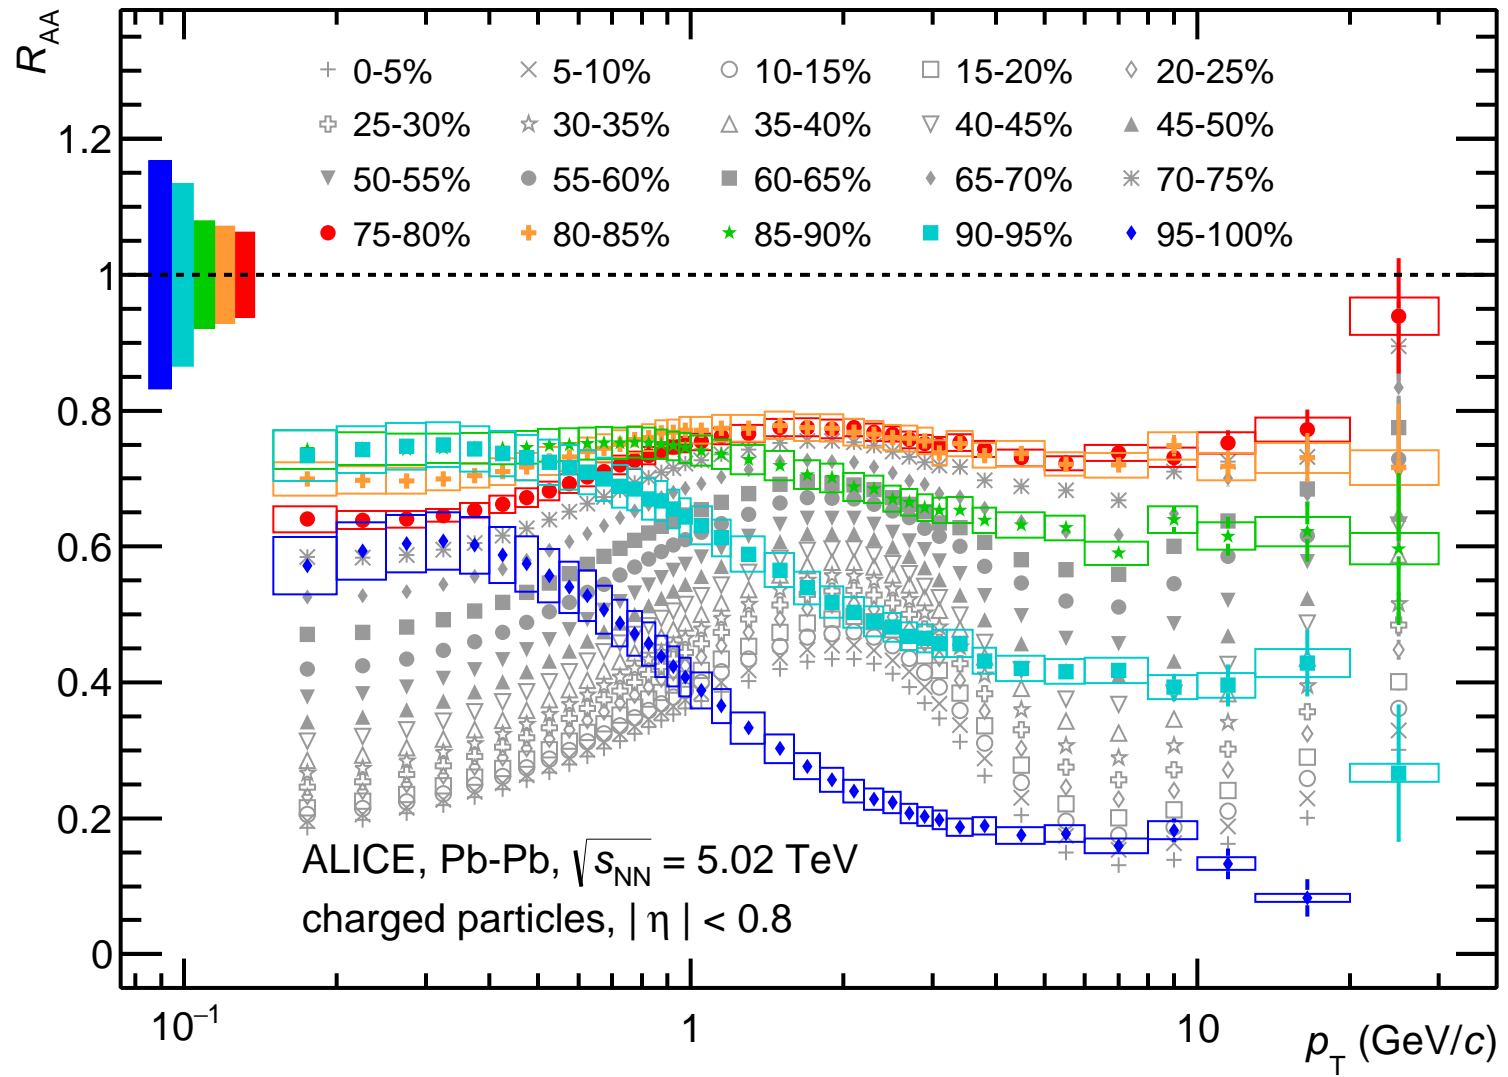 R_AA
0-5% 5-10% 10-15% 15-20% 20-25%
25-30% 30-35% 35-40% 40-45% 45-50%
50-55% 55-60% 60-65% 65-70% 70-75%
75-80% 80-85% 85-90% 90-95% 95-100%
1.2
1
0.8
0.6
0.4
0.2
0
ALICE, Pb-Pb, √s_NN = 5.02 TeV
charged particles, | η | < 0.8
10⁻¹ 1 10
p_T (GeV/c)